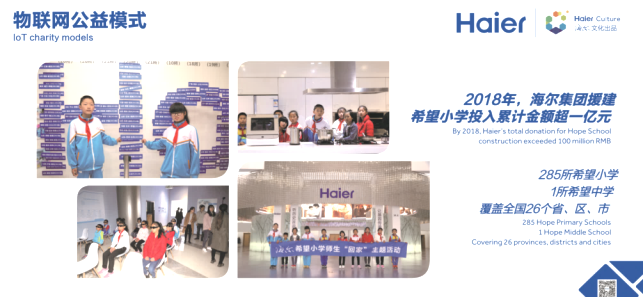 物联网公益模式
IoT charity models
Haier
Haier Culture
文化出品
2018年，海尔集团援建
希望小学投入累计金额超一亿元
By 2018, Haier's total donation for Hope School
construction exceeded 100 million RMB
285所希望小学
1所希望中学
覆盖全国26个省、区、市
285 Hope Primary Schools
1 Hope Middle School
Covering 26 provinces, districts and cities
Haier
希望小学师生“回家”主题活动